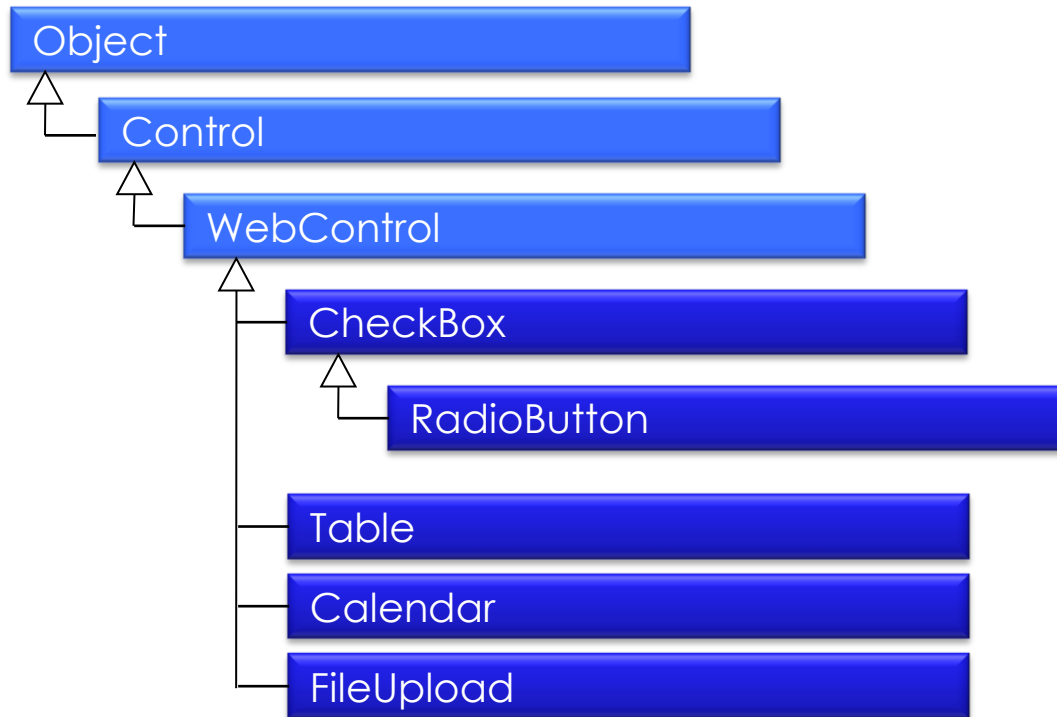 Object
Control
WebControl
CheckBox
RadioButton
Table
Calendar
FileUpload